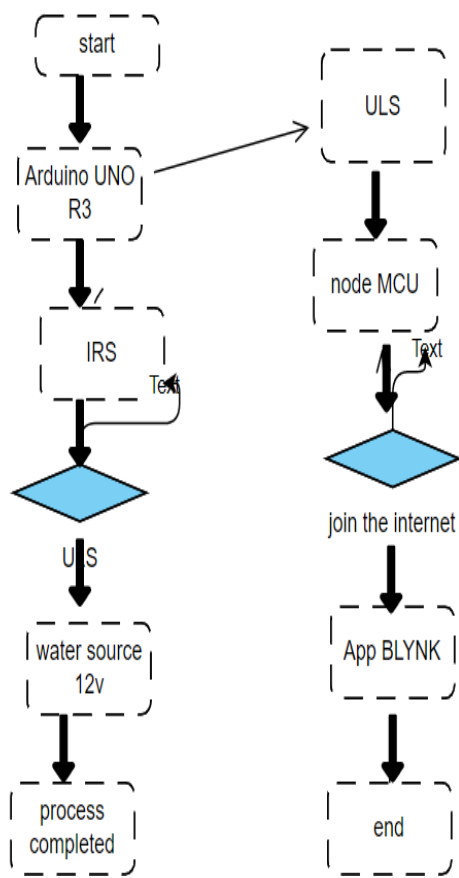 start
Arduino UNO
R3
IRS
Text
ULS
water source
12v
process
completed
ULS
node MCU
Text
join the internet
App BLYNK
end